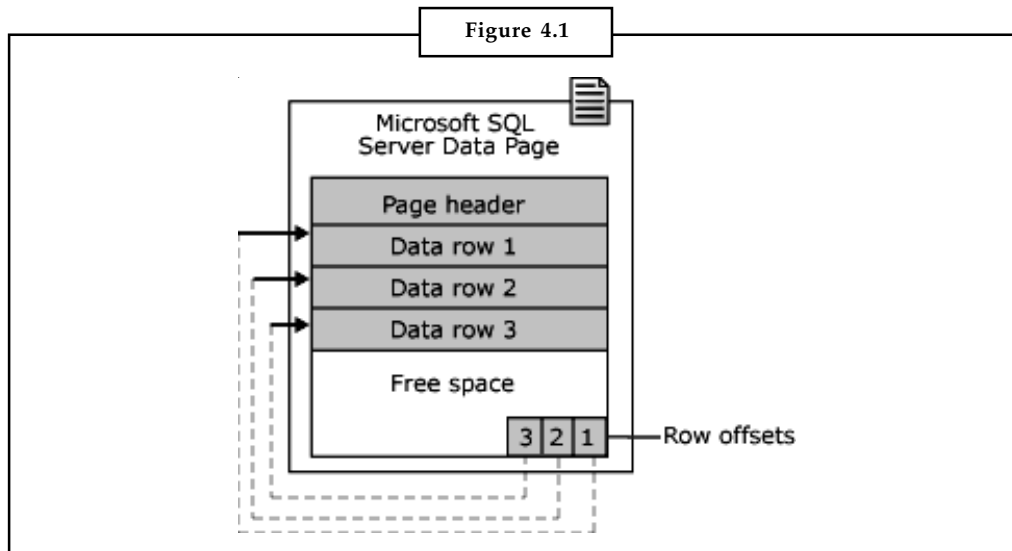 Figure 4.1
Microsoft SQL
Server Data Page
Page header
Data row 1
Data row 2
Data row 3
Free space
3 2 1
Row offsets